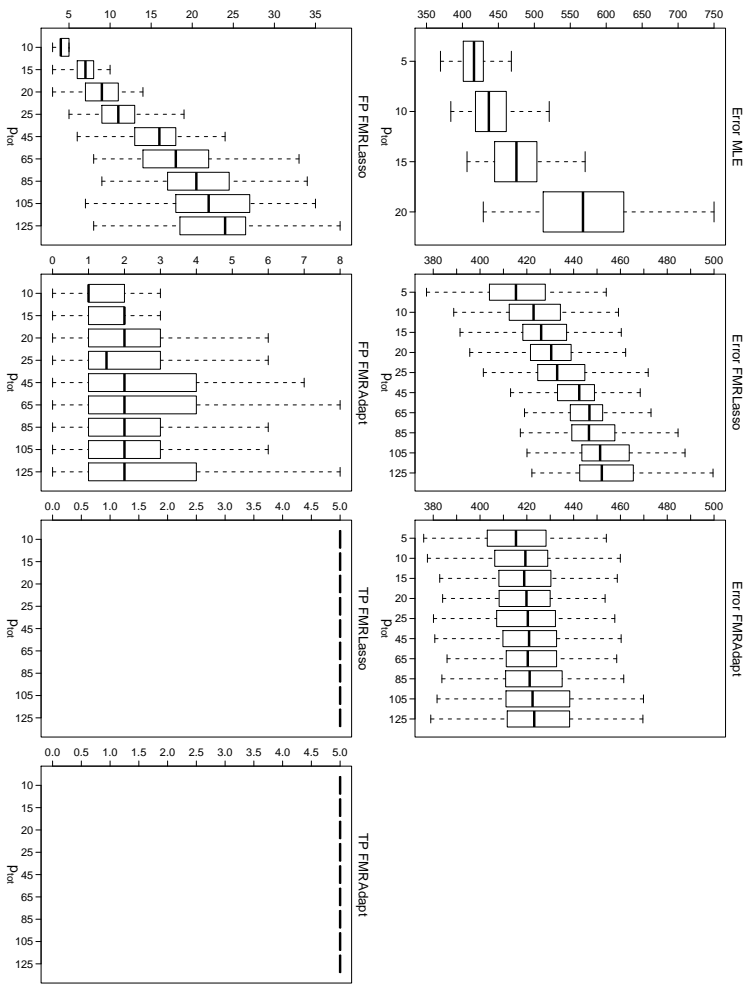 Error MLE
350 400 450 500 550 600 650 700 750
5 10 15 20
p_tot
Error FMRLasso
380 400 420 440 460 480 500
5 10 15 20 25 45 65 85 105 125
p_tot
Error FMRAdapt
380 400 420 440 460 480 500
5 10 15 20 25 45 65 85 105 125
p_tot
FP FMRLasso
5 10 15 20 25 30 35
10 15 20 25 45 65 85 105 125
p_tot
FP FMRAdapt
0 1 2 3 4 5 6 7 8
10 15 20 25 45 65 85 105 125
p_tot
TP FMRLasso
0.0 0.5 1.0 1.5 2.0 2.5 3.0 3.5 4.0 4.5 5.0
10 15 20 25 45 65 85 105 125
p_tot
TP FMRAdapt
0.0 0.5 1.0 1.5 2.0 2.5 3.0 3.5 4.0 4.5 5.0
10 15 20 25 45 65 85 105 125
p_tot